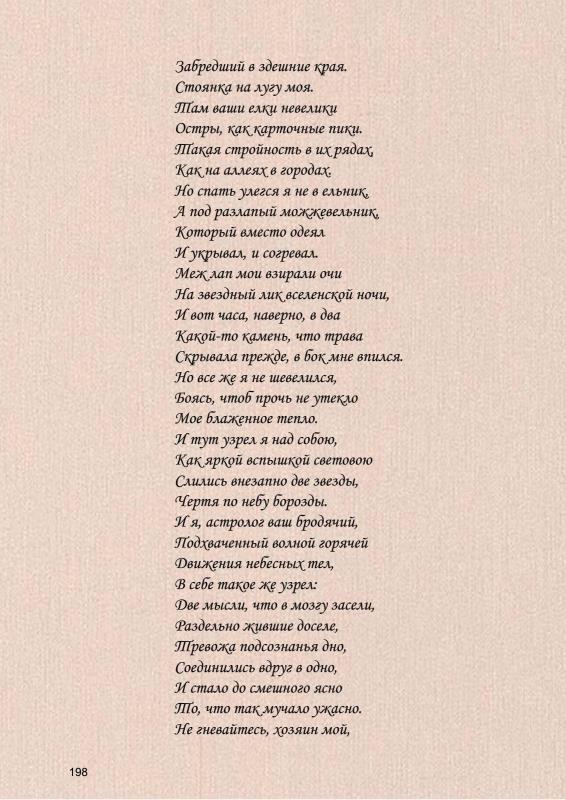 Забредший в здешние края.
Стоянка на лугу моя.
Там ваши елки невелики
Остры, как карточные пики.
Такая стройность в их рядах,
Как на аллеях в городах.
Но спать улегся я не в ельник,
А под разлапый можжевельник,
Который вместо одеял
И укрывал, и согревал.
Меж лап мои взирали очи
На звездный лик вселенской ночи,
И вот часа, наверно, в два
Какой-то камень, что трава
Скрывала прежде, в бок мне впился.
Но все же я не шевелился,
Боясь, чтоб прочь не утекло
Мое блаженное тепло.
И тут узрел я над собою,
Как яркой вспышкой световою
Слились внезапно две звезды,
Чертя по небу борозды.
И я, астролог ваш бродячий,
Подхваченный волной горячей
Движения небесных тел,
В себе такое же узрел:
Две мысли, что в мозгу засели,
Раздельно жившие доселе,
Тревожа подсознанья дно,
Соединились вдруг в одно,
И стало до смешного ясно
То, что так мучало ужасно.
Не гневайтесь, хозяин мой,
198